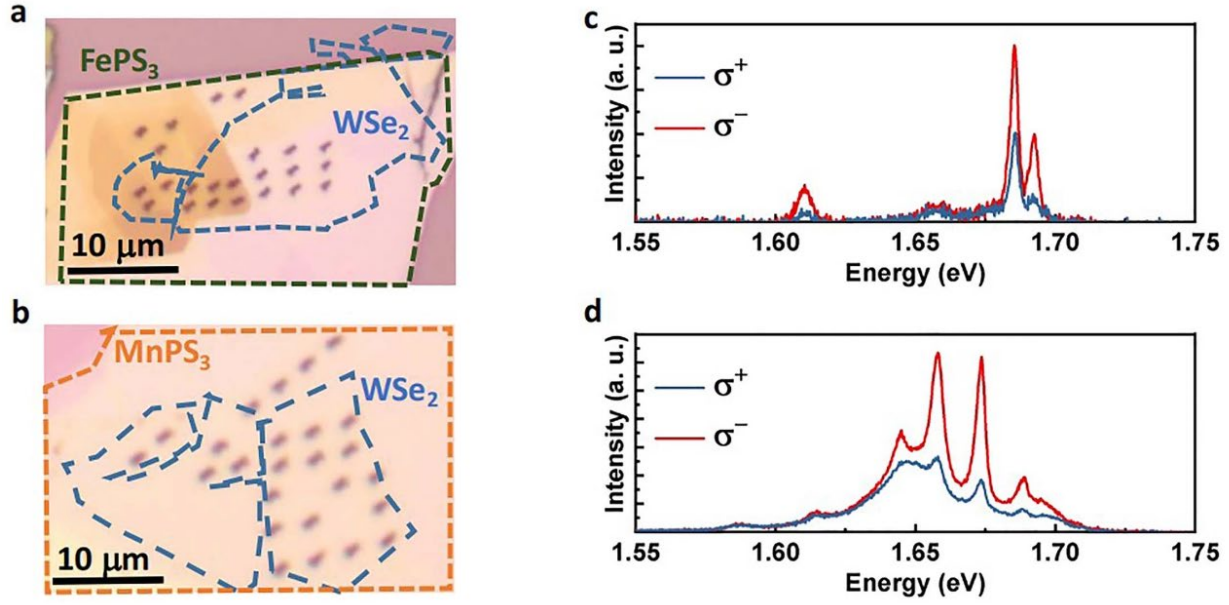 a
FePS₃
WSe₂
10 μm
b
MnPS₃
WSe₂
10 μm
c
σ⁺
σ⁻
Intensity (a. u.)
1.55 1.60 1.65 1.70 1.75
Energy (eV)
d
σ⁺
σ⁻
Intensity (a. u.)
1.55 1.60 1.65 1.70 1.75
Energy (eV)